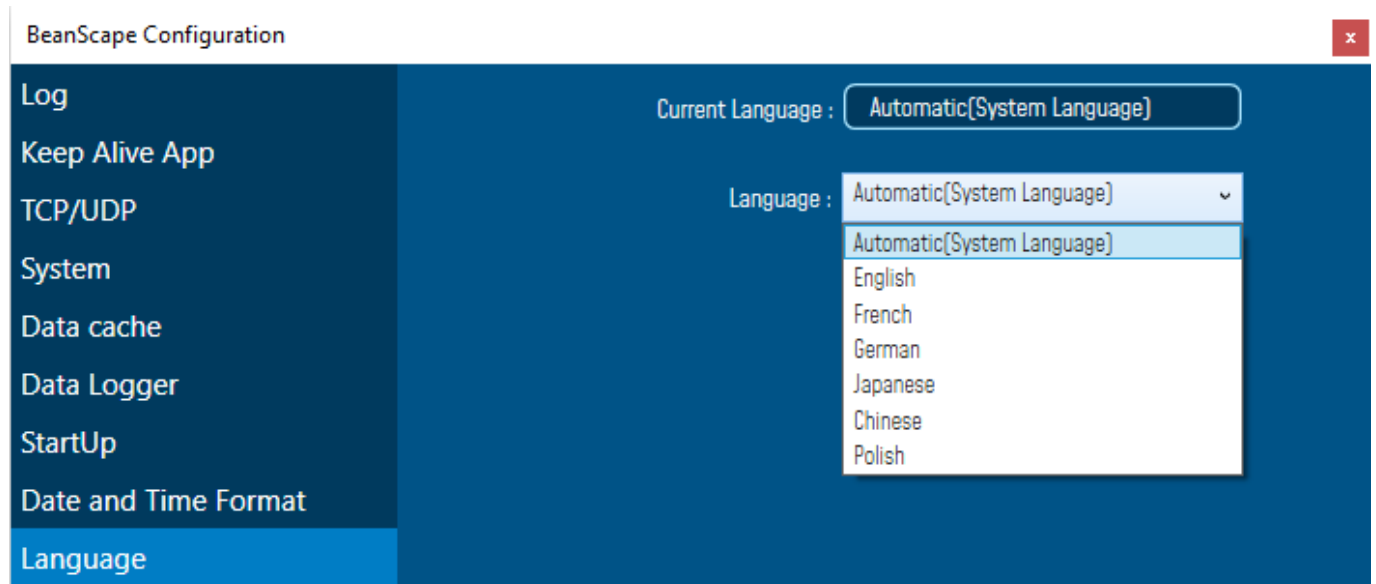 BeanScape Configuration
x
Log
Keep Alive App
TCP/UDP
System
Data cache
Data Logger
StartUp
Date and Time Format
Language
Current Language : Automatic(System Language)
Language : Automatic(System Language)
Automatic(System Language)
English
French
German
Japanese
Chinese
Polish